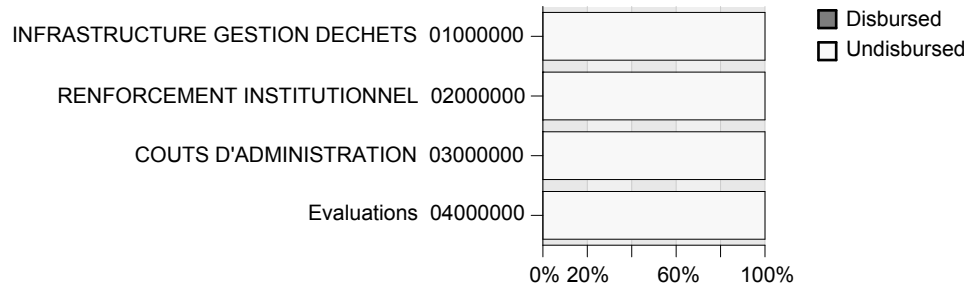 INFRASTRUCTURE GESTION DECHETS 01000000
RENFORCEMENT INSTITUTIONNEL 02000000
COUTS D'ADMINISTRATION 03000000
Evaluations 04000000
0% 20% 60% 100%
Disbursed
Undisbursed